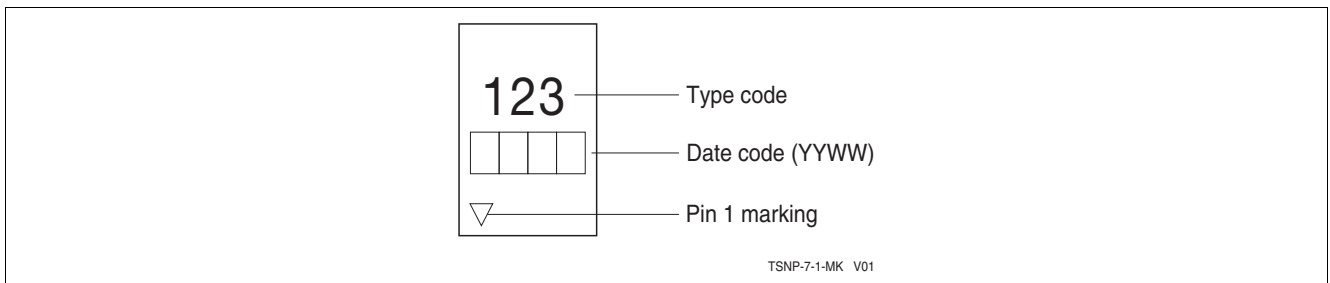 123
Type code
Date code (YYWW)
Pin 1 marking
TSNP-7-1-MK V01